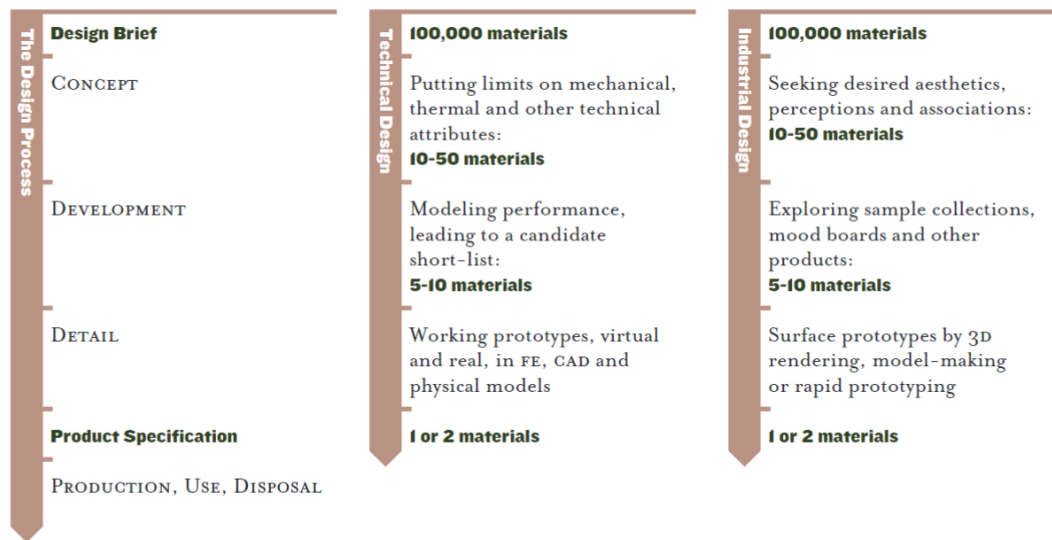 The Design Process
Design Brief
Concept
Development
Detail
Product Specification
Production, Use, Disposal
Technical Design
100,000 materials
Putting limits on mechanical,
thermal and other technical
attributes:
10-50 materials
Modeling performance,
leading to a candidate
short-list:
5-10 materials
Working prototypes, virtual
and real, in FE, CAD and
physical models
1 or 2 materials
Industrial Design
100,000 materials
Seeking desired aesthetics,
perceptions and associations:
10-50 materials
Exploring sample collections,
mood boards and other
products:
5-10 materials
Surface prototypes by 3D
rendering, model-making
or rapid prototyping
1 or 2 materials